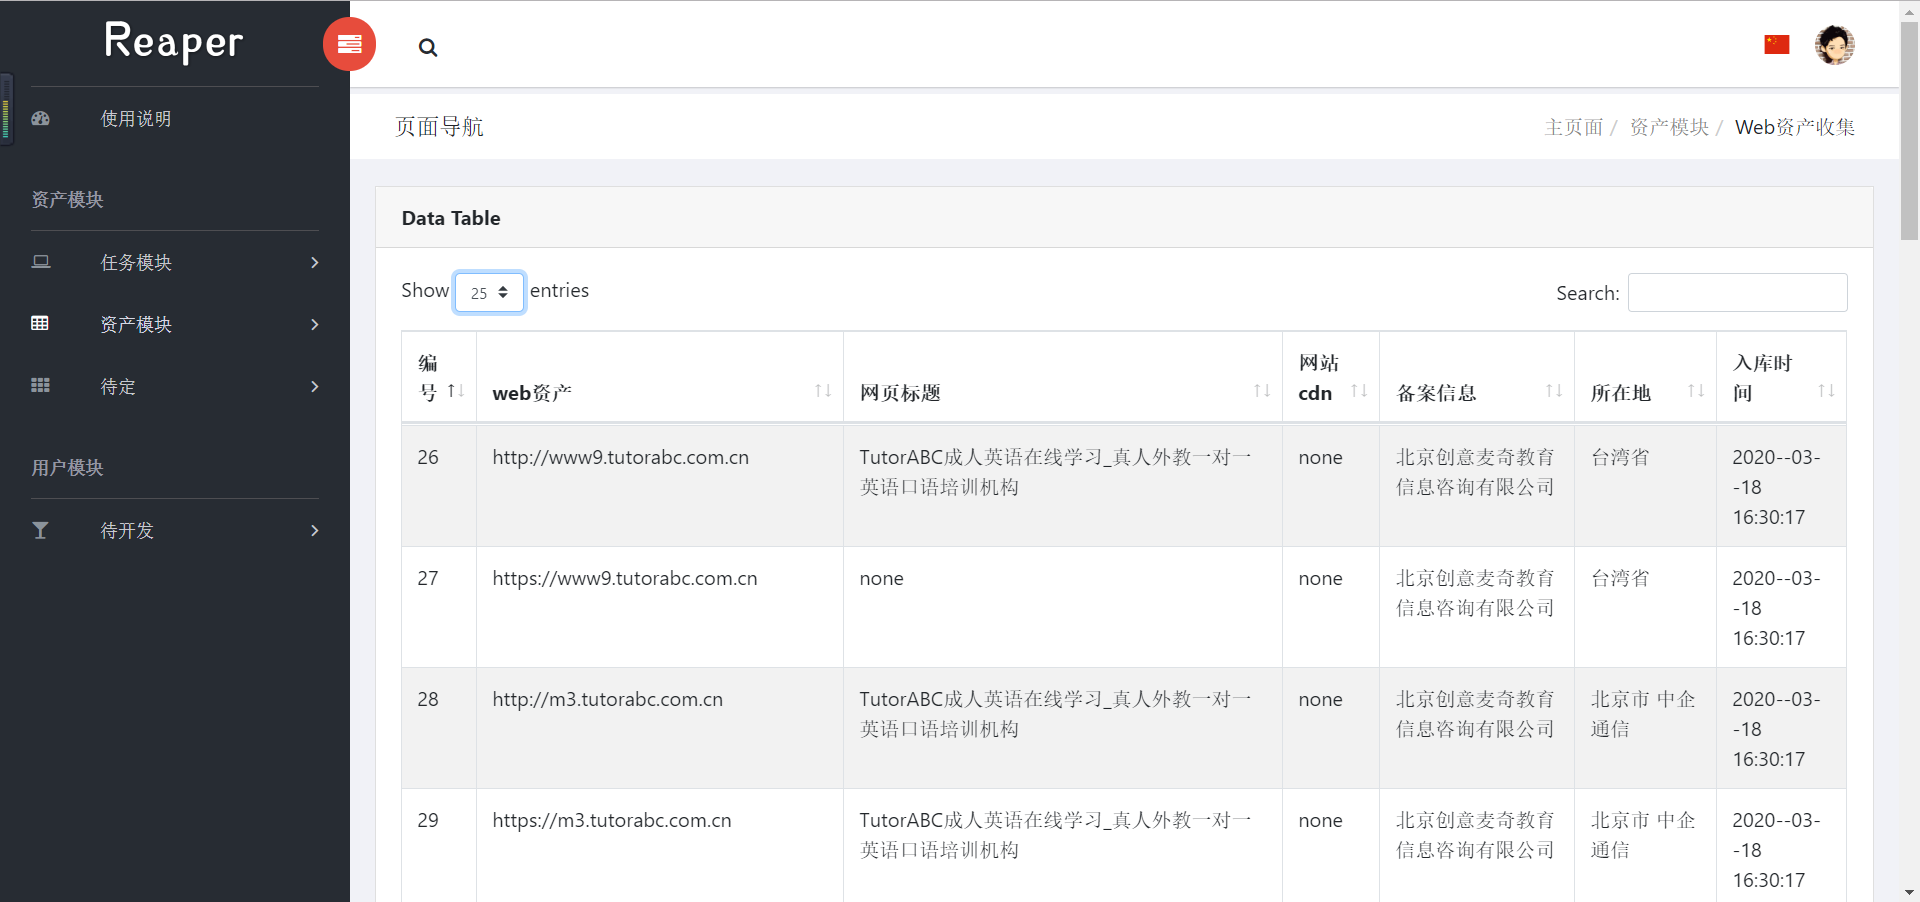 Reaper
使用说明
资产模块
任务模块
资产模块
待定
用户模块
待开发
页面导航
主页面 / 资产模块 / Web资产收集
Data Table
Show 25 entries
Search:
编号 web资产 网页标题 网站cdn 备案信息 所在地 入库时间
26 http://www9.tutorabc.com.cn TutorABC成人英语在线学习_真人外教一对一 none 北京创意麦奇教育 台湾省 2020--03-
英语口语培训机构 信息咨询有限公司 -18
16:30:17
27 https://www9.tutorabc.com.cn none none 北京创意麦奇教育 台湾省 2020--03-
信息咨询有限公司 -18
16:30:17
28 http://m3.tutorabc.com.cn TutorABC成人英语在线学习_真人外教一对一 none 北京创意麦奇教育 北京市 中企 2020--03-
英语口语培训机构 信息咨询有限公司 通信 -18
16:30:17
29 https://m3.tutorabc.com.cn TutorABC成人英语在线学习_真人外教一对一 none 北京创意麦奇教育 北京市 中企 2020--03-
英语口语培训机构 信息咨询有限公司 通信 -18
16:30:17